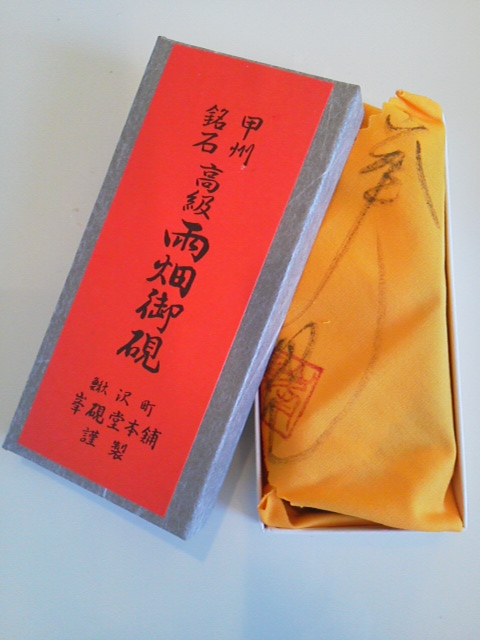 甲州
銘石 高級 雨畑御硯
鰍沢町
峯硯堂本舗
謹製